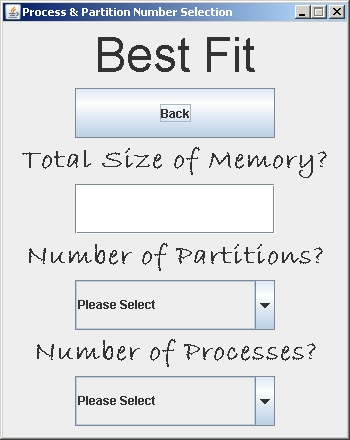 Process & Partition Number Selection
Best Fit
Back
Total Size of Memory?
Number of Partitions?
Please Select
Number of Processes?
Please Select